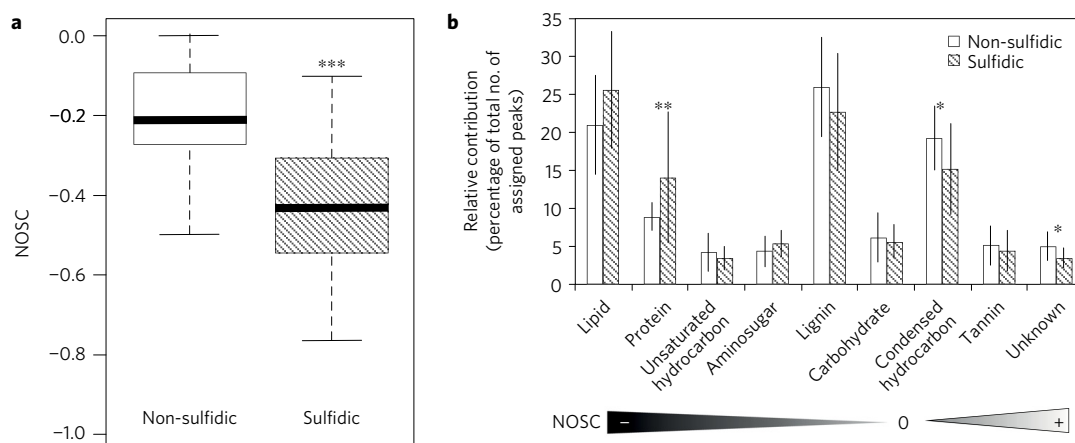 a
NOSC
0.0
−0.2
−0.4
−0.6
−0.8
−1.0
***
Non-sulfidic
Sulfidic
b
Relative contribution
(percentage of total no. of
assigned peaks)
35
30
25
20
15
10
5
0
Non-sulfidic
Sulfidic
**
*
*
Lipid
Protein
Unsaturated
hydrocarbon
Aminosugar
Lignin
Carbohydrate
Condensed
hydrocarbon
Tannin
Unknown
NOSC
−
0
+